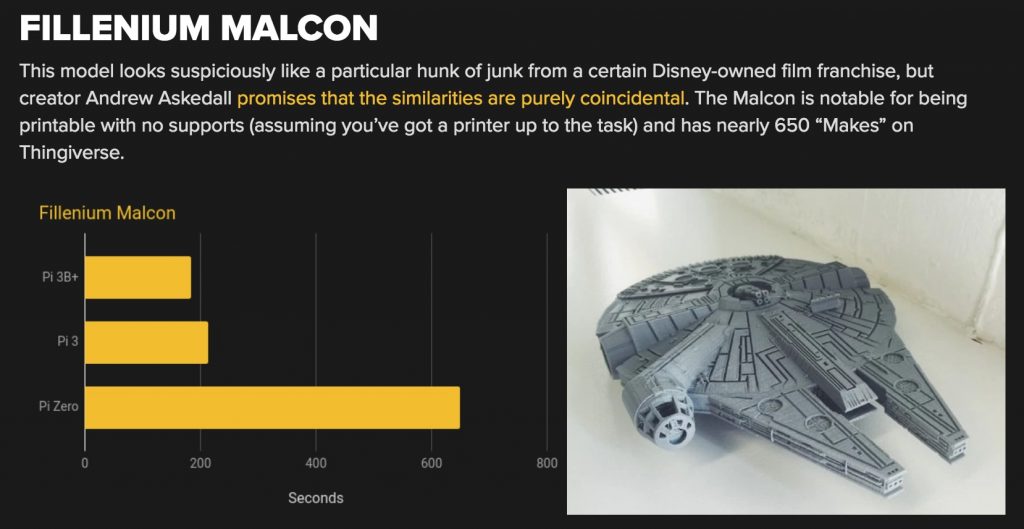 FILLENIUM MALCON
This model looks suspiciously like a particular hunk of junk from a certain Disney-owned film franchise, but
creator Andrew Askedall promises that the similarities are purely coincidental. The Malcon is notable for being
printable with no supports (assuming you’ve got a printer up to the task) and has nearly 650 “Makes” on
Thingiverse.
Fillenium Malcon
Pi 3B+
Pi 3
Pi Zero
0 200 400 600 800
Seconds